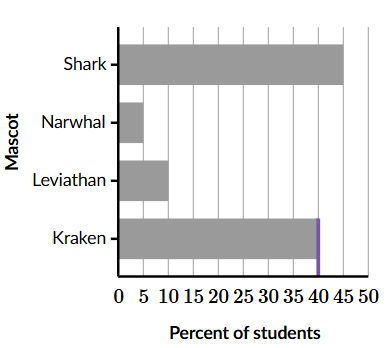 Mascot
Shark
Narwhal
Leviathan
Kraken
0 5 10 15 20 25 30 35 40 45 50
Percent of students